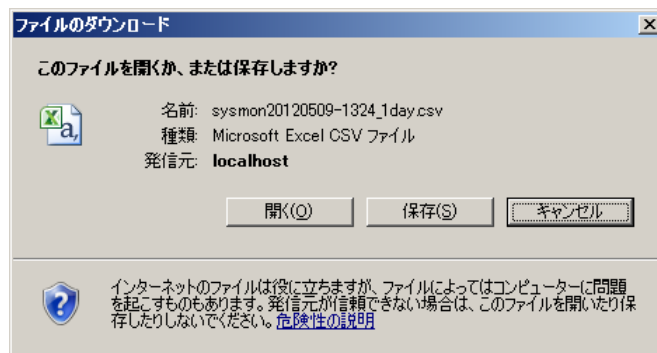 ファイルのダウンロード
このファイルを開くか、または保存しますか?
名前: sysmon20120509-1324_1day.csv
種類: Microsoft Excel CSV ファイル
発信元: localhost
開く(O) 保存(S) キャンセル
インターネットのファイルは役に立ちますが、ファイルによってはコンピューターに問題
を起こすものもあります。発信元が信頼できない場合は、このファイルを開いたり保
存したりしないでください。危険性の説明